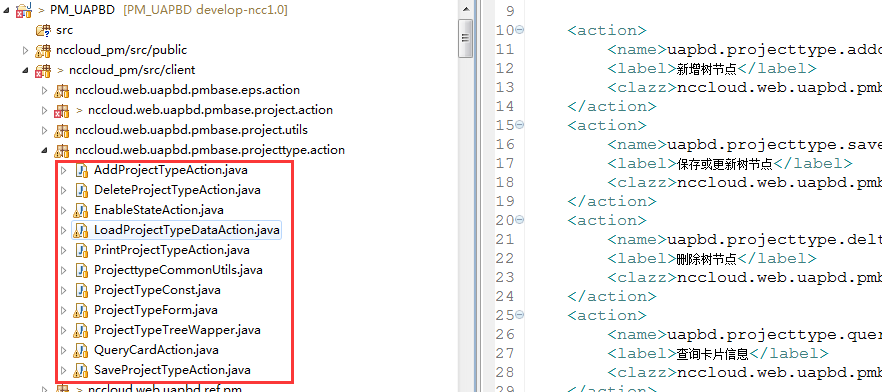 > PM_UAPBD [PM_UAPBD develop-ncc1.0]
src
nccloud_pm/src/public
> nccloud_pm/src/client
nccloud.web.uapbd.pmbase.eps.action
> nccloud.web.uapbd.pmbase.project.action
nccloud.web.uapbd.pmbase.project.utils
nccloud.web.uapbd.pmbase.projecttype.action
AddProjectTypeAction.java
DeleteProjectTypeAction.java
EnableStateAction.java
LoadProjectTypeDataAction.java
PrintProjectTypeAction.java
ProjecttypeCommonUtils.java
ProjectTypeConst.java
ProjectTypeForm.java
ProjectTypeTreeWapper.java
QueryCardAction.java
SaveProjectTypeAction.java
> nccloud.web.uapbd.ref.pm
9
10 <action>
11 <name>uapbd.projecttype.addc
12 <label>新增树节点</label>
13 <clazz>nccloud.web.uapbd.pmb
14 </action>
15 <action>
16 <name>uapbd.projecttype.save
17 <label>保存或更新树节点</label>
18 <clazz>nccloud.web.uapbd.pmb
19 </action>
20 <action>
21 <name>uapbd.projecttype.delt
22 <label>删除树节点</label>
23 <clazz>nccloud.web.uapbd.pmb
24 </action>
25 <action>
26 <name>uapbd.projecttype.quer
27 <label>查询卡片信息</label>
28 <clazz>nccloud.web.uapbd.pmb
29 </action>